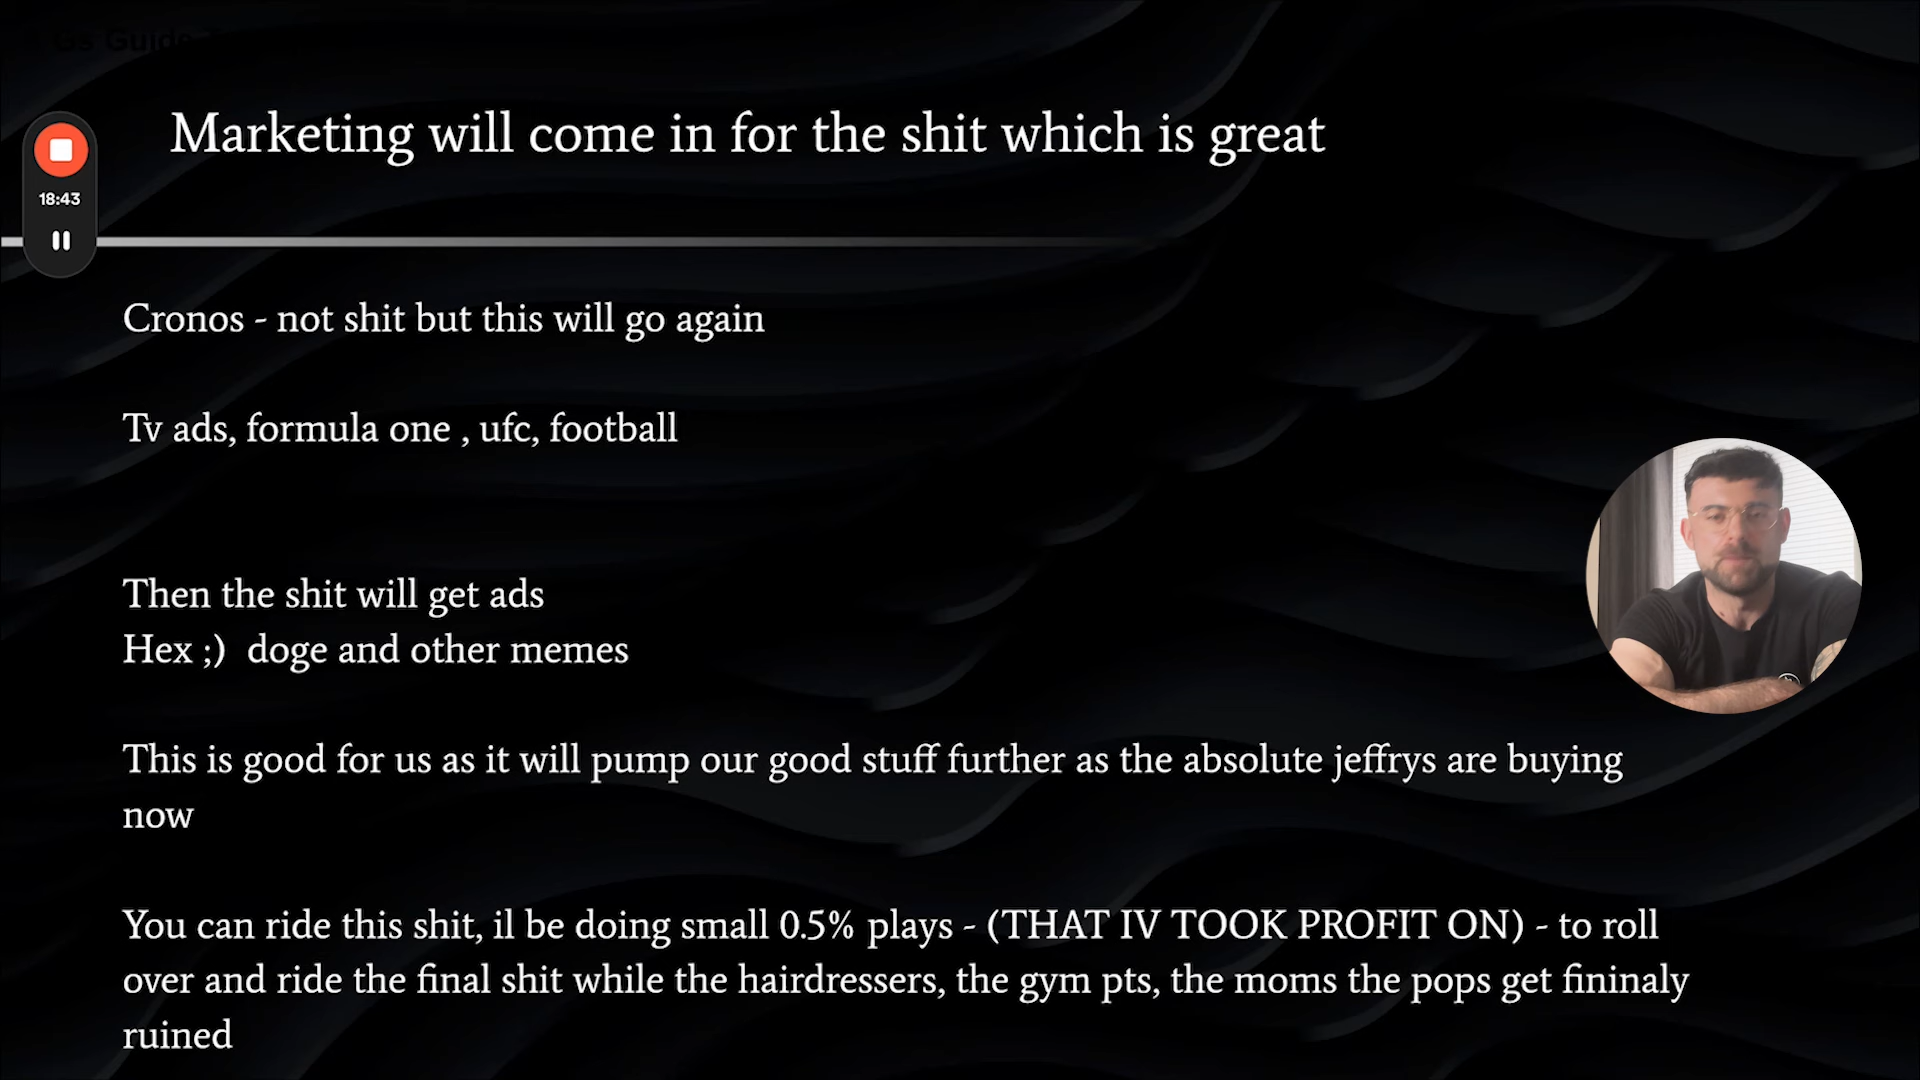 Gs Guide
Marketing will come in for the shit which is great
18:43
Cronos - not shit but this will go again
Tv ads, formula one , ufc, football
Then the shit will get ads
Hex ;)  doge and other memes
This is good for us as it will pump our good stuff further as the absolute jeffrys are buying
now
You can ride this shit, il be doing small 0.5% plays - (THAT IV TOOK PROFIT ON) - to roll
over and ride the final shit while the hairdressers, the gym pts, the moms the pops get fininaly
ruined